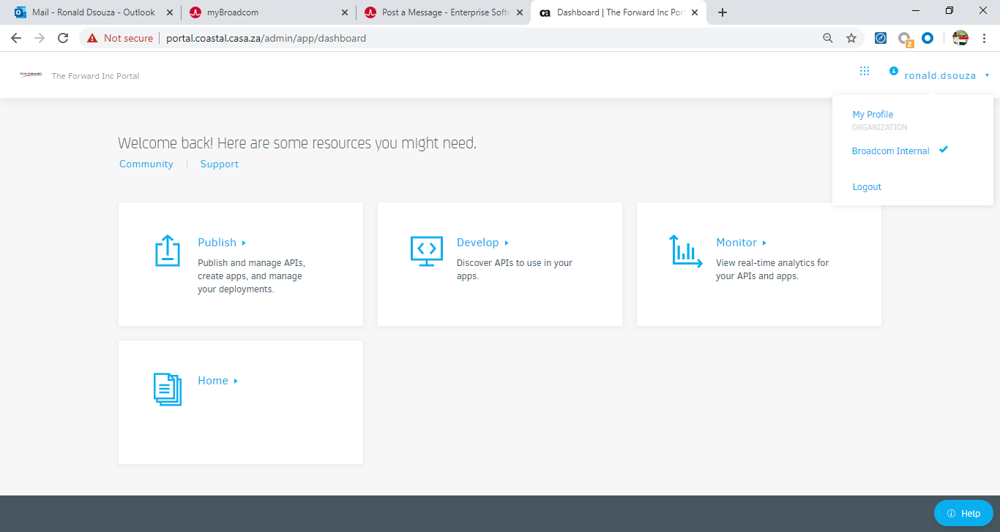 Mail - Ronald Dsouza - Outlook
myBroadcom
Post a Message - Enterprise Softw
Dashboard | The Forward Inc Por
Not secure
portal.coastal.casa.za/admin/app/dashboard
2
TECH FORWARD
The Forward Inc Portal
ronald.dsouza
My Profile
ORGANIZATION
Broadcom Internal
Logout
Welcome back! Here are some resources you might need.
Community
Support
Publish
Publish and manage APIs,
create apps, and manage
your deployments.
Develop
Discover APIs to use in your
apps.
Monitor
View real-time analytics for
your APIs and apps.
Home
Help